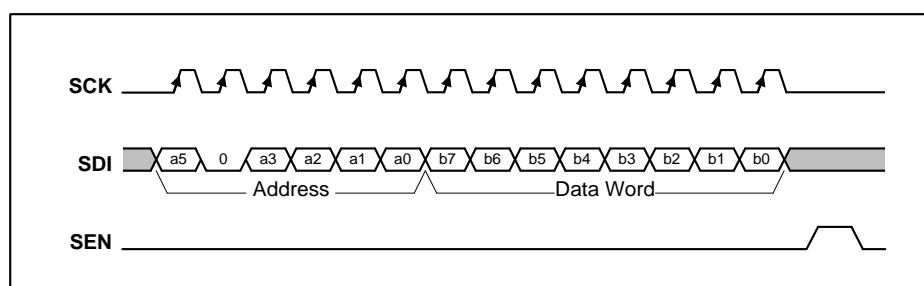 SCK
SDI a5 0 a3 a2 a1 a0 b7 b6 b5 b4 b3 b2 b1 b0
Address Data Word
SEN